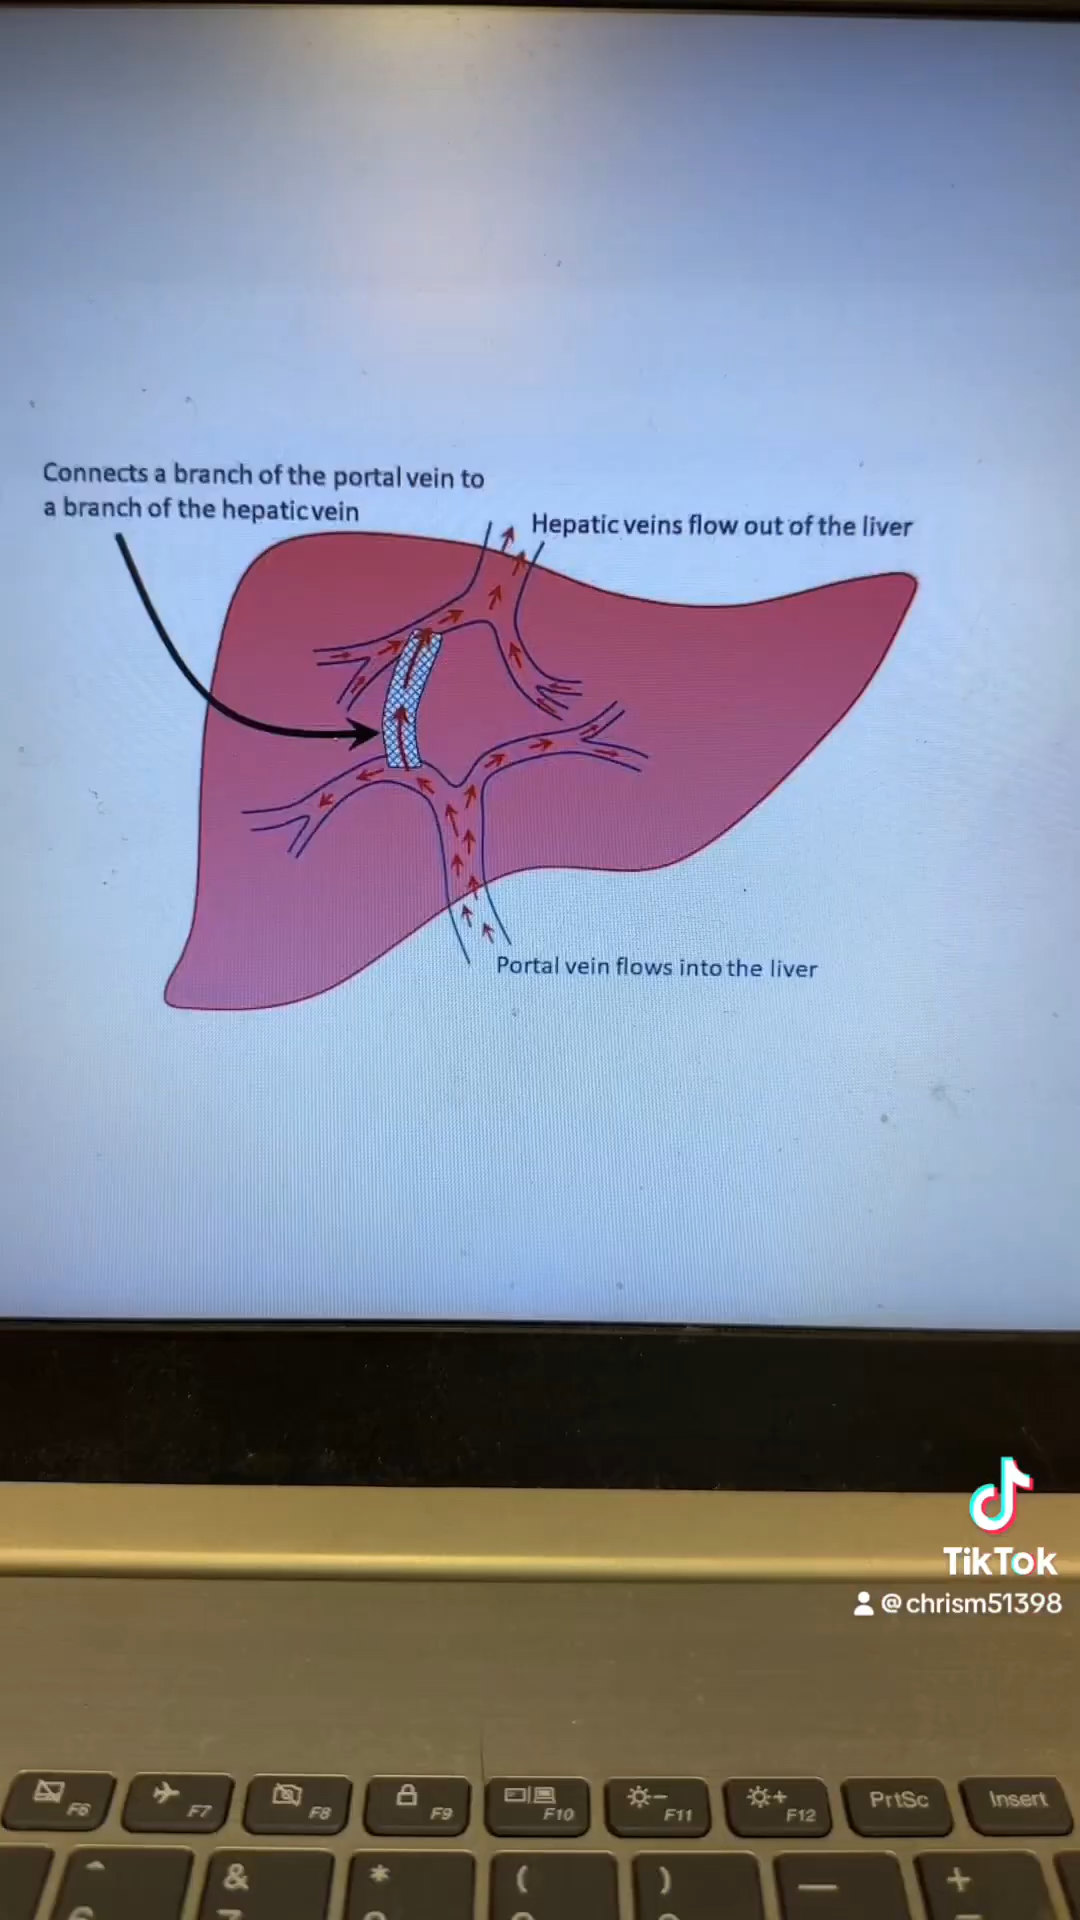 Connects a branch of the portal vein to
a branch of the hepatic vein
Hepatic veins flow out of the liver
Portal vein flows into the liver
TikTok
@chrism51398
F6
F7
F8
F9
F10
F11
F12
PrtSc
Insert
^
&
*
(
)
—
+